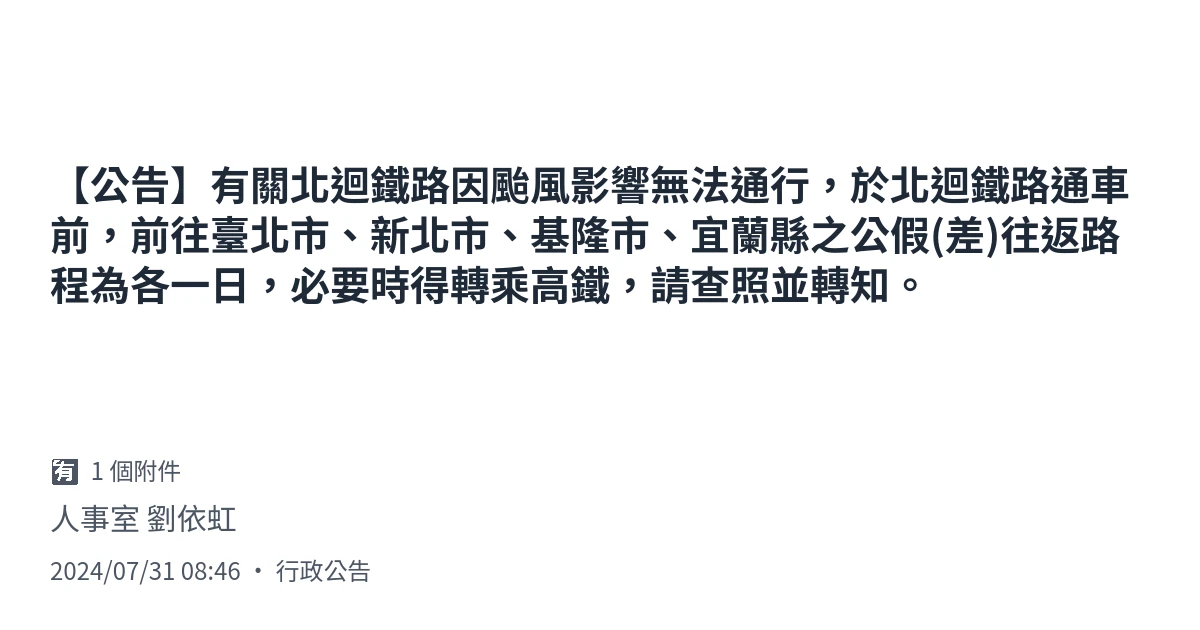 【公告】有關北迴鐵路因颱風影響無法通行，於北迴鐵路通車
前，前往臺北市、新北市、基隆市、宜蘭縣之公假(差)往返路
程為各一日，必要時得轉乘高鐵，請查照並轉知。
有 1 個附件
人事室 劉依虹
2024/07/31 08:46 • 行政公告